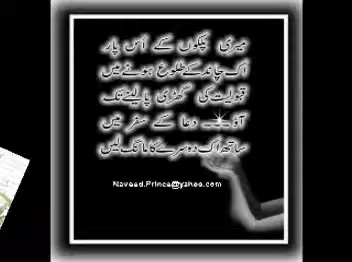 میری پلکوں کے اُس پار
اک چاند کے طلوع ہونے میں
قبولیت کی گھڑی پا لینے تک
آؤ ۔۔۔ دعا کے سفر میں
ساتھ اک دوسرے کا مانگ لیں
Naveed.Prince@yahoo.com